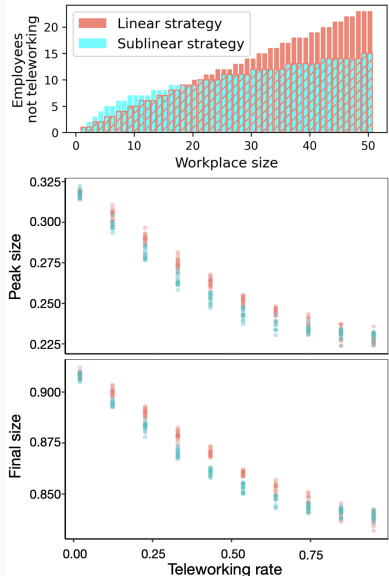 Linear strategy
Sublinear strategy
Employees
not teleworking
20
15
10
5
0
0
10
20
30
40
50
Workplace size
Peak size
0.325
0.300
0.275
0.250
0.225
Final size
0.900
0.875
0.850
0.00
0.25
0.50
0.75
Teleworking rate